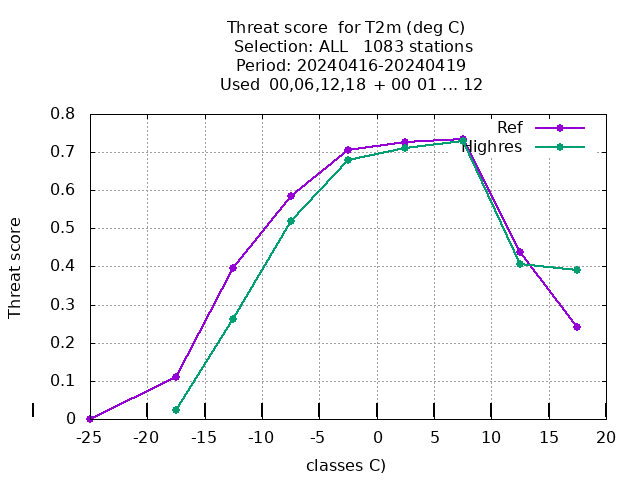 Threat score for T2m (deg C)
Selection: ALL 1083 stations
Period: 20240416-20240419
Used 00,06,12,18 + 00 01 ... 12
Ref
Highres
Threat score
0.8
0.7
0.6
0.5
0.4
0.3
0.2
0.1
0
-25 -20 -15 -10 -5 0 5 10 15 20
classes C)